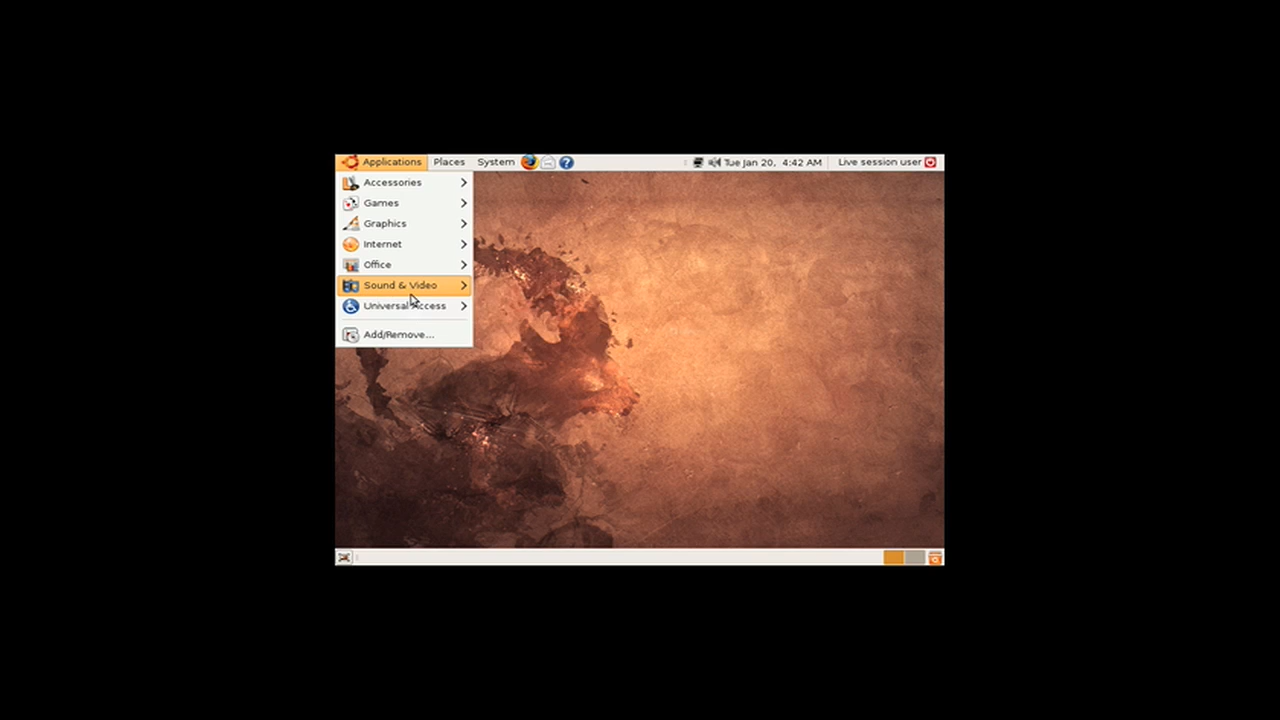 Applications Places System ? Tue Jan 20, 4:42 AM Live session user
Accessories
Games
Graphics
Internet
Office
Sound & Video
Universal Access
Add/Remove...